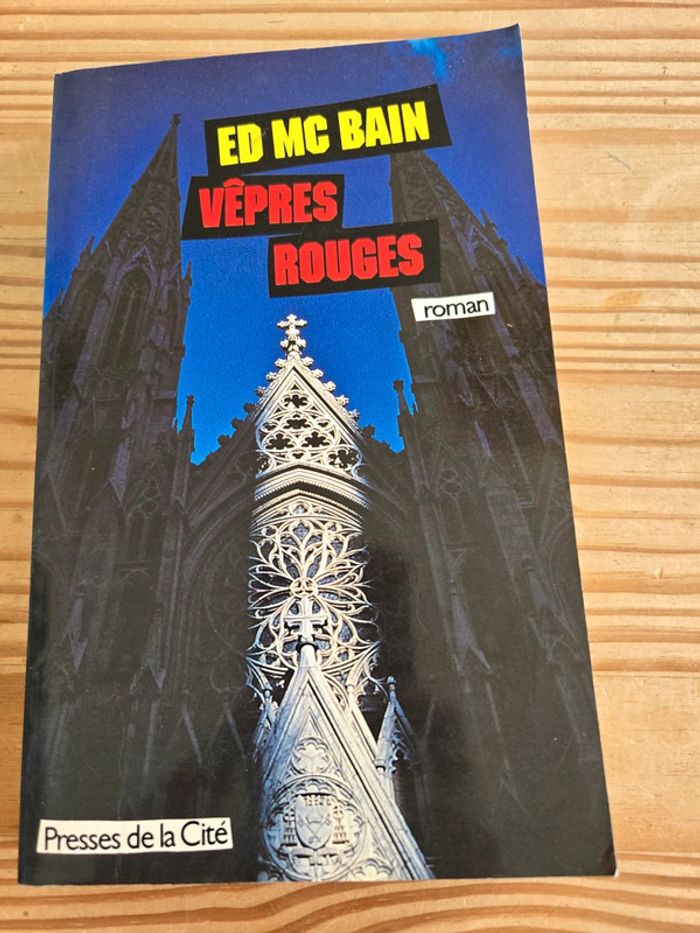 ED MC BAIN
VÊPRES
ROUGES
roman
Presses de la Cité